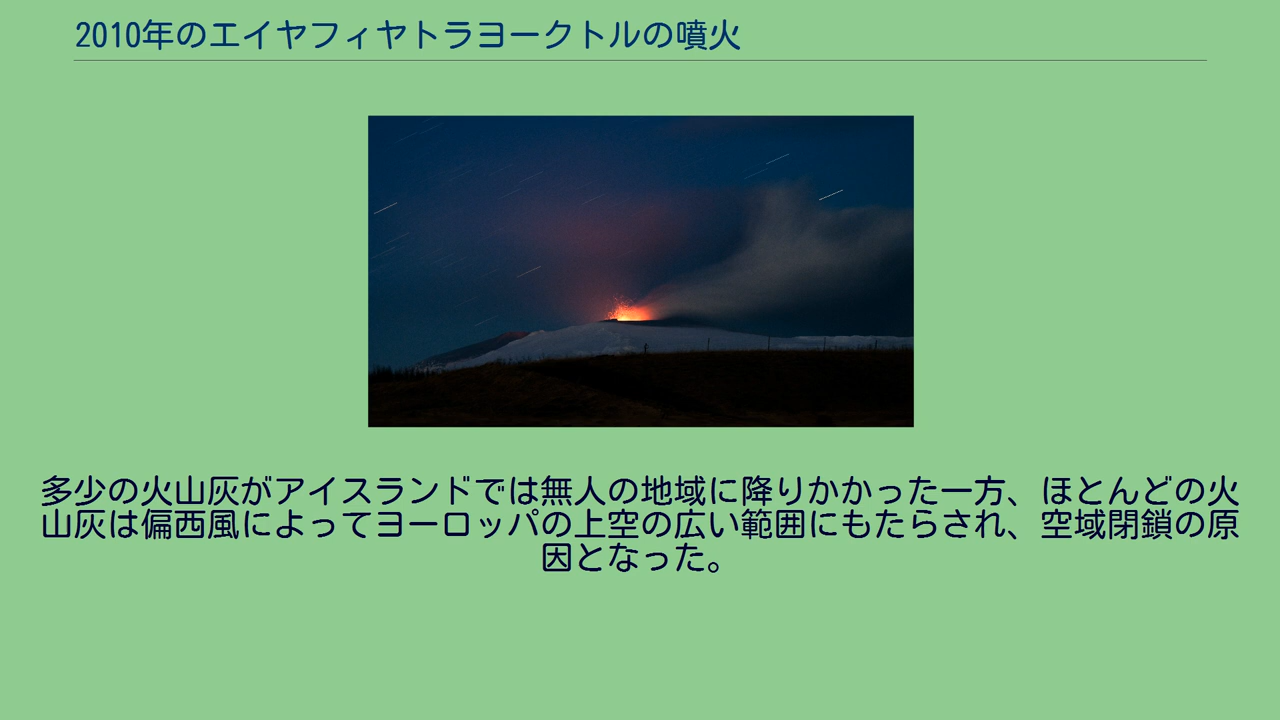 2010年のエイヤフィヤトラヨークトルの噴火
多少の火山灰がアイスランドでは無人の地域に降りかかった一方、ほとんどの火
山灰は偏西風によってヨーロッパの上空の広い範囲にもたらされ、空域閉鎖の原
因となった。